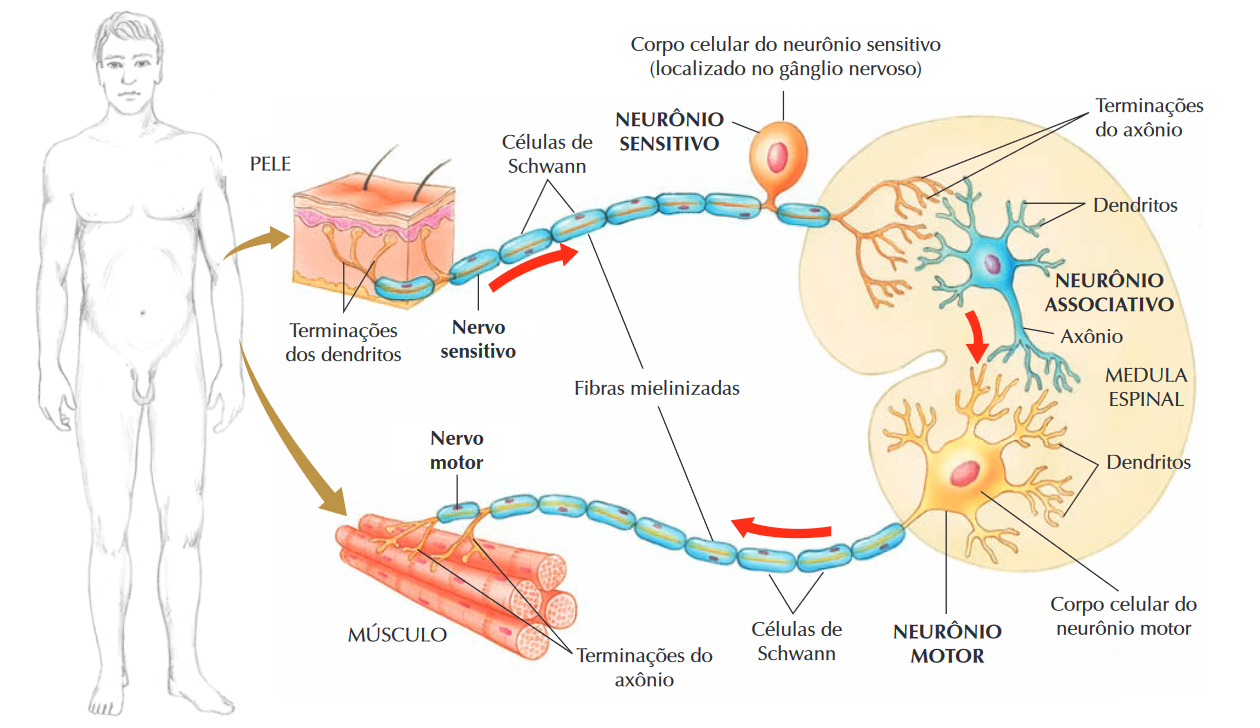 Corpo celular do neurônio sensitivo
(localizado no gânglio nervoso)
Terminações
do axônio
NEURÔNIO
SENSITIVO
Células de
Schwann
PELE
Dendritos
NEURÔNIO
ASSOCIATIVO
Terminações
dos dendritos
Nervo
sensitivo
Axônio
MEDULA
ESPINAL
Fibras mielinizadas
Nervo
motor
Dendritos
MÚSCULO
Terminações do
axônio
Células de
Schwann
NEURÔNIO
MOTOR
Corpo celular do
neurônio motor